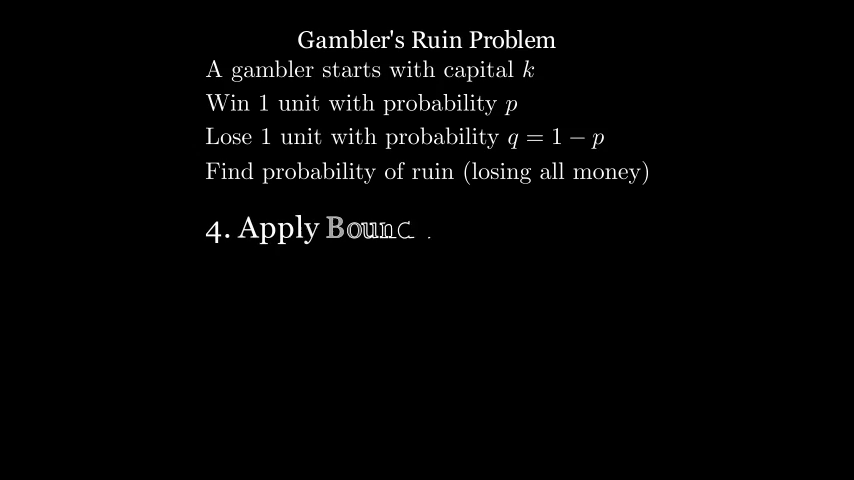 Gambler's Ruin Problem
A gambler starts with capital k
Win 1 unit with probability p
Lose 1 unit with probability q = 1 − p
Find probability of ruin (losing all money)
4. Apply